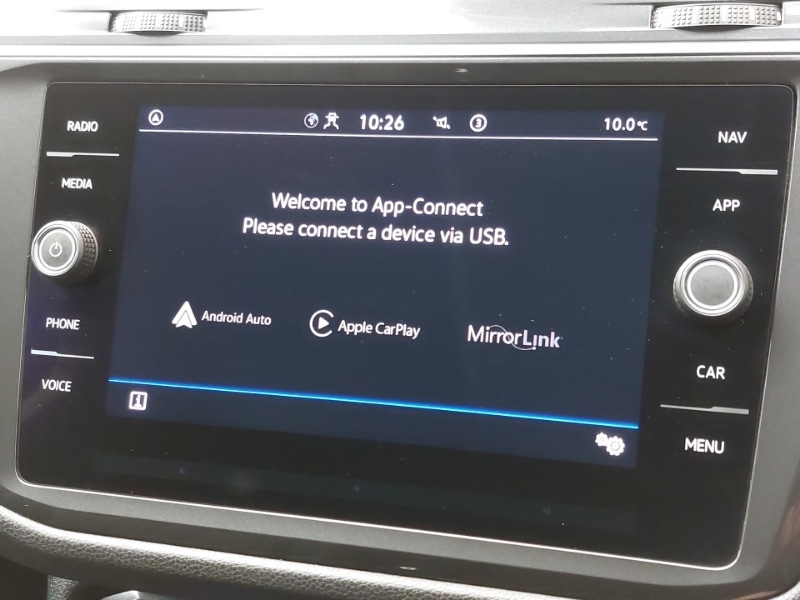 RADIO
MEDIA
PHONE
VOICE
A
10:26
3
10.0°C
Welcome to App-Connect
Please connect a device via USB.
Android Auto
Apple CarPlay
MirrorLink
i
NAV
APP
CAR
MENU